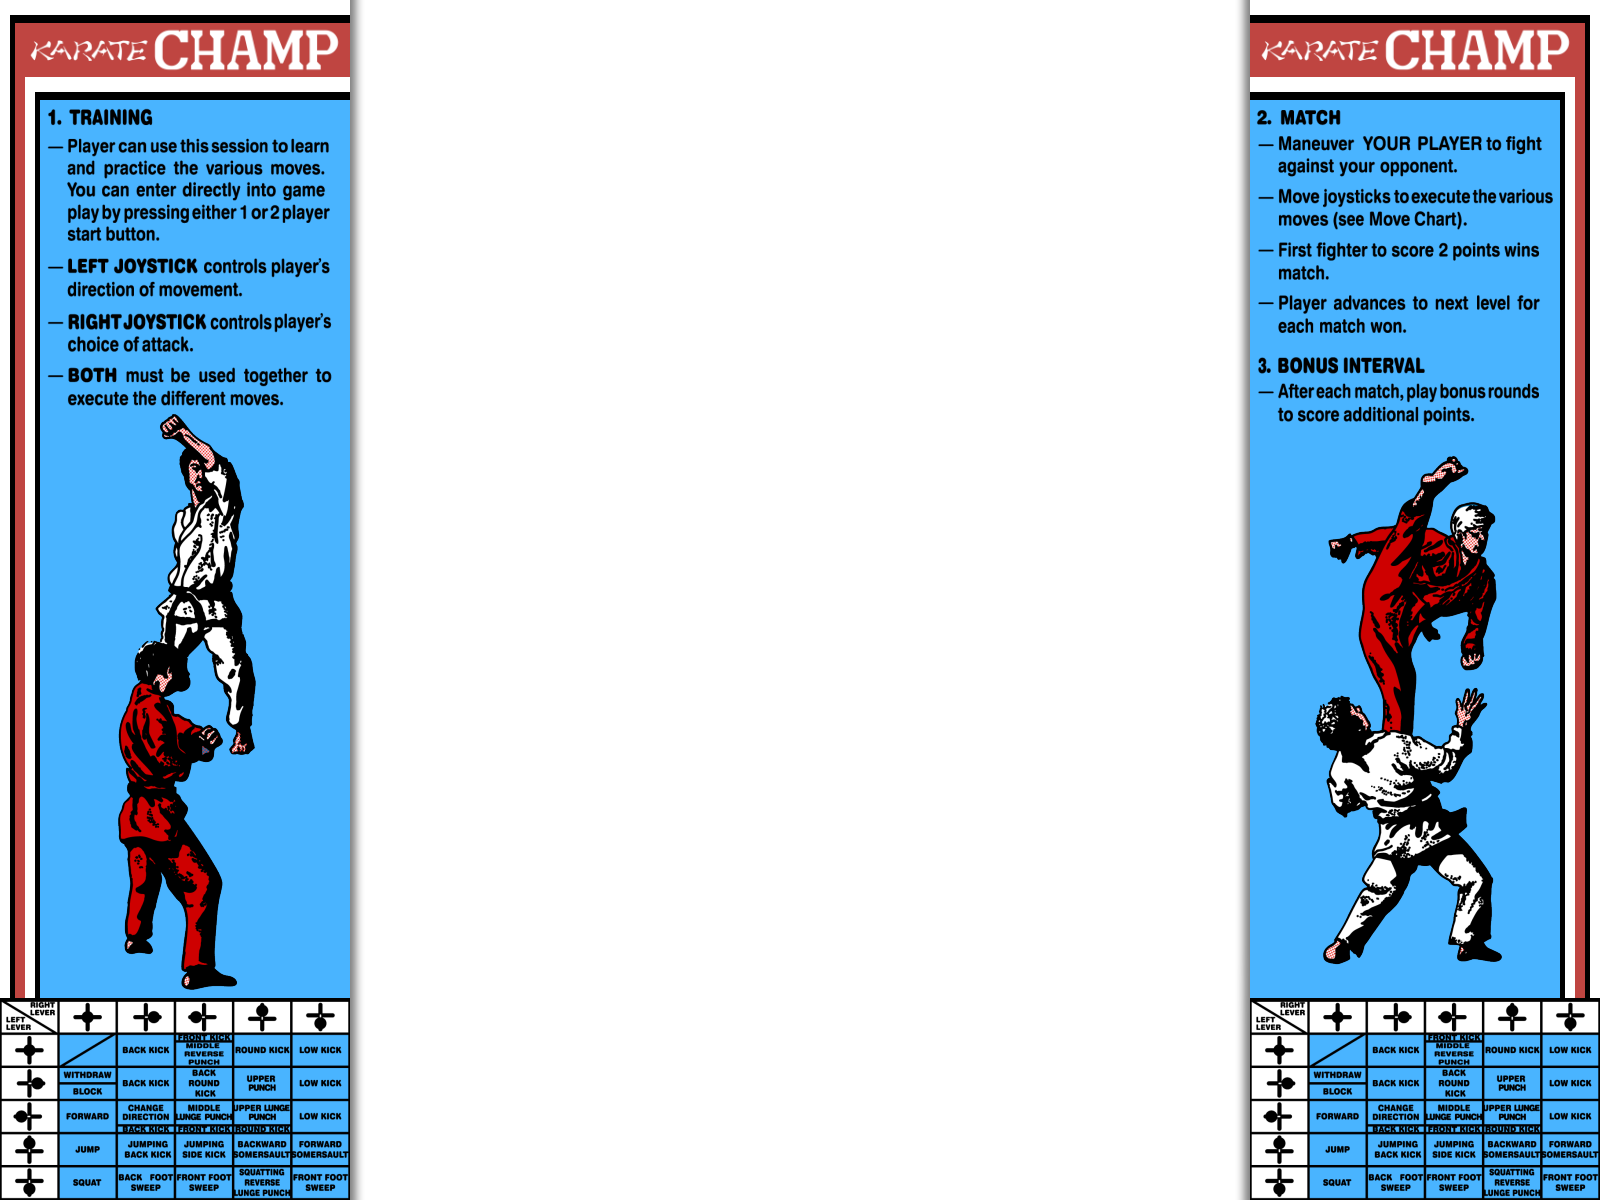 KARATE CHAMP
1. TRAINING
— Player can use this session to learn
and practice the various moves.
You can enter directly into game
play by pressing either 1 or 2 player
start button.
— LEFT JOYSTICK controls player's
direction of movement.
— RIGHT JOYSTICK controls player's
choice of attack.
— BOTH must be used together to
execute the different moves.
RIGHT
LEVER
LEFT
LEVER
FRONT KICK
BACK KICK MIDDLE REVERSE PUNCH ROUND KICK LOW KICK
WITHDRAW
BLOCK
BACK KICK BACK ROUND KICK UPPER PUNCH LOW KICK
FORWARD CHANGE DIRECTION MIDDLE LUNGE PUNCH UPPER LUNGE PUNCH LOW KICK
BACK KICK FRONT KICK ROUND KICK
JUMP JUMPING BACK KICK JUMPING SIDE KICK BACKWARD SOMERSAULT FORWARD SOMERSAULT
SQUAT BACK FOOT SWEEP FRONT FOOT SWEEP SQUATTING REVERSE LUNGE PUNCH FRONT FOOT SWEEP
KARATE CHAMP
2. MATCH
— Maneuver YOUR PLAYER to fight
against your opponent.
— Move joysticks to execute the various
moves (see Move Chart).
— First fighter to score 2 points wins
match.
— Player advances to next level for
each match won.
3. BONUS INTERVAL
— After each match, play bonus rounds
to score additional points.
RIGHT
LEVER
LEFT
LEVER
FRONT KICK
BACK KICK MIDDLE REVERSE PUNCH ROUND KICK LOW KICK
WITHDRAW
BLOCK
BACK KICK BACK ROUND KICK UPPER PUNCH LOW KICK
FORWARD CHANGE DIRECTION MIDDLE LUNGE PUNCH UPPER LUNGE PUNCH LOW KICK
BACK KICK FRONT KICK ROUND KICK
JUMP JUMPING BACK KICK JUMPING SIDE KICK BACKWARD SOMERSAULT FORWARD SOMERSAULT
SQUAT BACK FOOT SWEEP FRONT FOOT SWEEP SQUATTING REVERSE LUNGE PUNCH FRONT FOOT SWEEP